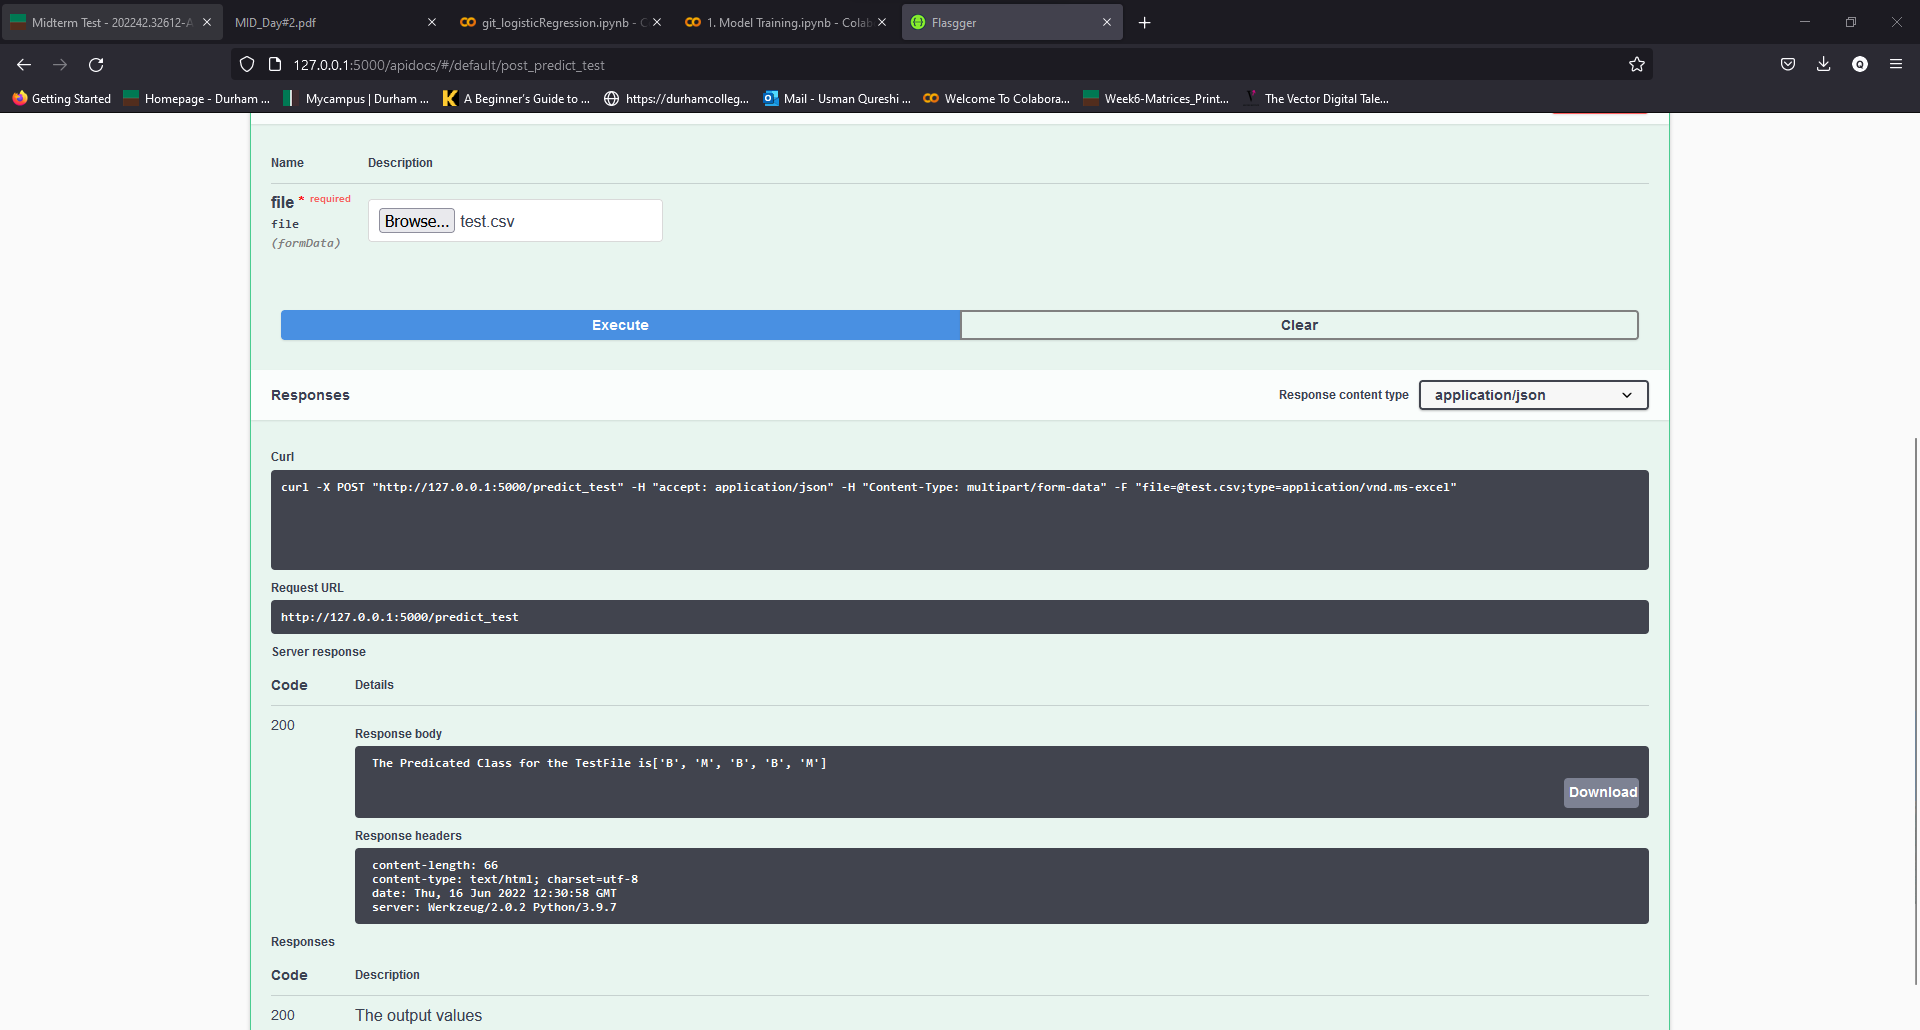 Midterm Test - 202242.32612-A
MID_Day#2.pdf
git_logisticRegression.ipynb - C
1. Model Training.ipynb - Colab
Flasgger
127.0.0.1:5000/apidocs/#/default/post_predict_test
Getting Started
Homepage - Durham ...
Mycampus | Durham ...
A Beginner's Guide to ...
https://durhamcolleg...
Mail - Usman Qureshi ...
Welcome To Colabora...
Week6-Matrices_Print...
The Vector Digital Tale...
Name Description
file * required
file
(formData)
Browse... test.csv
Execute Clear
Responses Response content type application/json
Curl
curl -X POST "http://127.0.0.1:5000/predict_test" -H "accept: application/json" -H "Content-Type: multipart/form-data" -F "file=@test.csv;type=application/vnd.ms-excel"
Request URL
http://127.0.0.1:5000/predict_test
Server response
Code Details
200
Response body
The Predicated Class for the TestFile is['B', 'M', 'B', 'B', 'M']
Download
Response headers
content-length: 66
content-type: text/html; charset=utf-8
date: Thu, 16 Jun 2022 12:30:58 GMT
server: Werkzeug/2.0.2 Python/3.9.7
Responses
Code Description
200 The output values